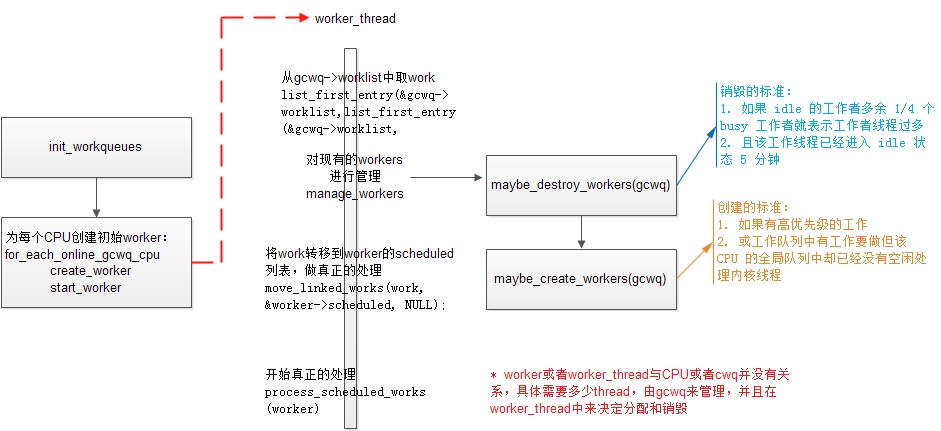 worker_thread
从gcwq->worklist中取work
list_first_entry(&gcwq->
worklist,list_first_entry
(&gcwq->worklist,
init_workqueues
对现有的workers
进行管理
manage_workers
maybe_destroy_workers(gcwq)
销毁的标准：
1. 如果 idle 的工作者多余 1/4 个
busy 工作者就表示工作者线程过多
2. 且该工作线程已经进入 idle 状
态 5 分钟
为每个CPU创建初始worker：
for_each_online_gcwq_cpu
create_worker
start_worker
将work转移到worker的scheduled
列表，做真正的处理
move_linked_works(work,
&worker->scheduled, NULL);
maybe_create_workers(gcwq)
创建的标准：
1. 如果有高优先级的工作
2. 或工作队列中有工作要做但该
CPU 的全局队列中却已经没有空闲处
理内核线程
开始真正的处理
process_scheduled_works
(worker)
* worker或者worker_thread与CPU或者cwq并没有关
系，具体需要多少thread，由gcwq来管理，并且在
worker_thread中来决定分配和销毁